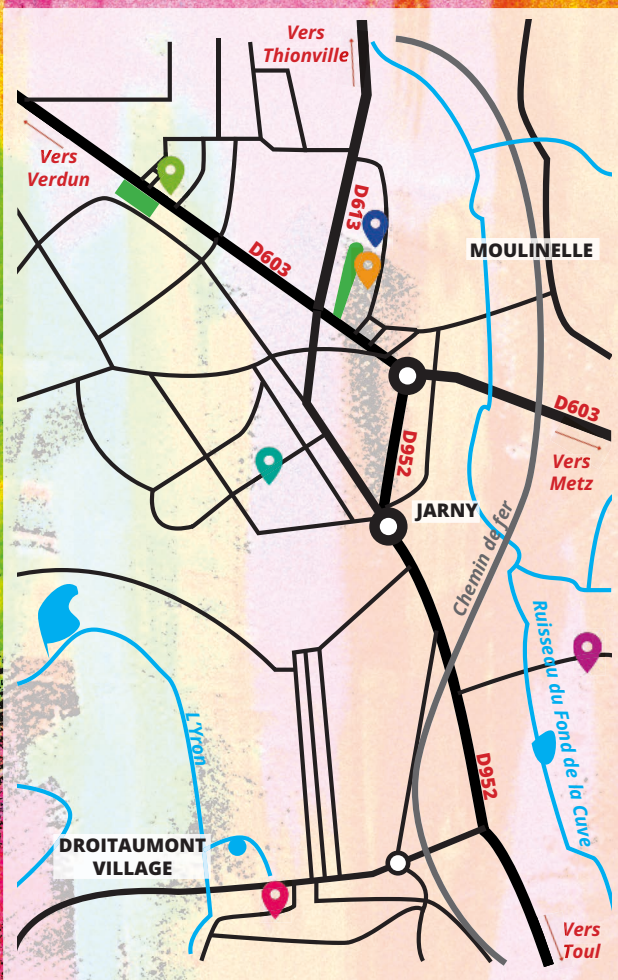 Vers
Thionville
Vers
Verdun
D613
D603
MOULINELLE
D603
D952
Vers
Metz
JARNY
Chemin de fer
Ruisseau du Fond de la Cuve
L'Yron
D952
DROITAUMONT
VILLAGE
Vers
Toul